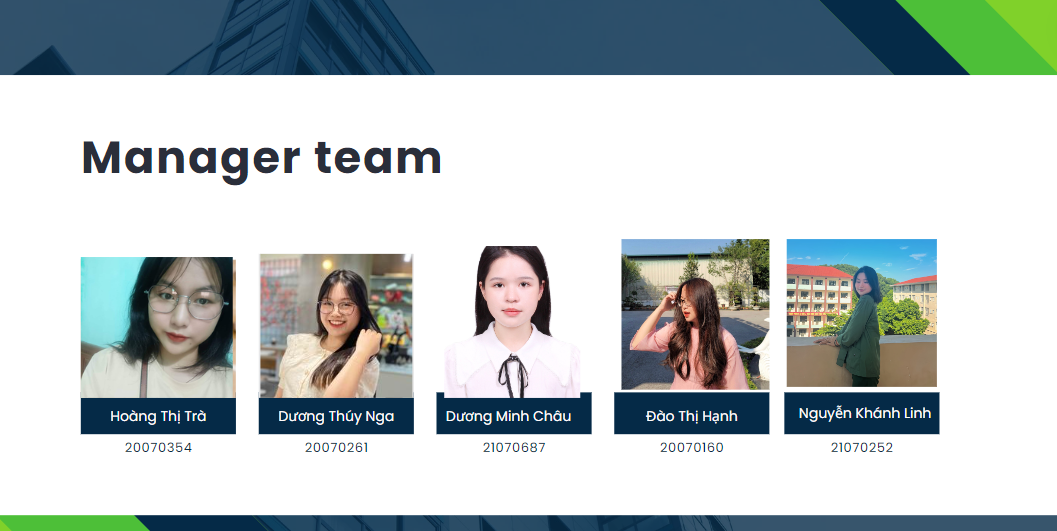 Manager team
Hoàng Thị Trà
Dương Thúy Nga
Dương Minh Châu
Đào Thị Hạnh
Nguyễn Khánh Linh
20070354
20070261
21070687
20070160
21070252